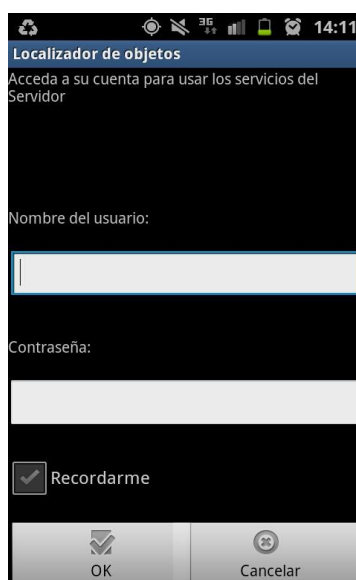 3G 14:11
Localizador de objetos
Acceda a su cuenta para usar los servicios del
Servidor
Nombre del usuario:
Contraseña:
Recordarme
OK Cancelar